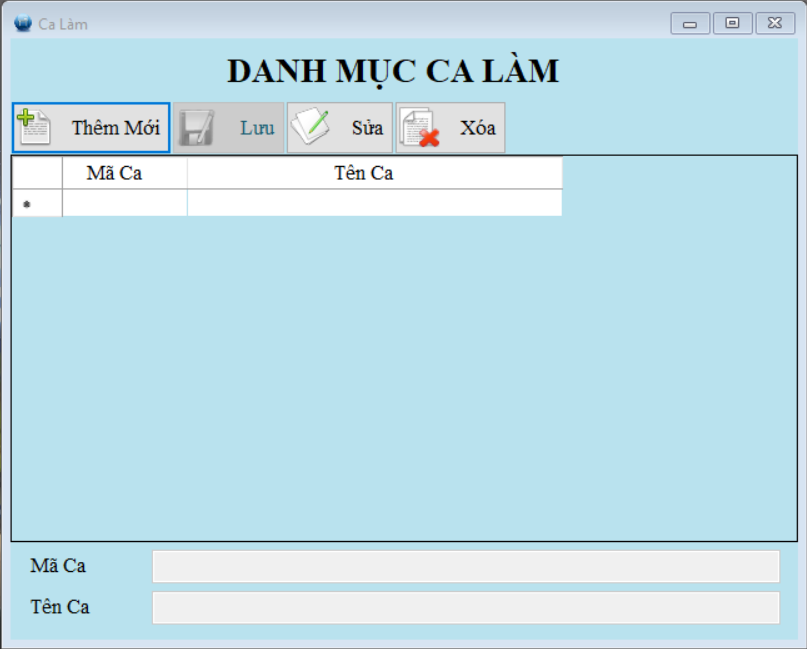 Ca Làm
DANH MỤC CA LÀM
Thêm Mới Lưu Sửa Xóa
Mã Ca Tên Ca
*
Mã Ca
Tên Ca